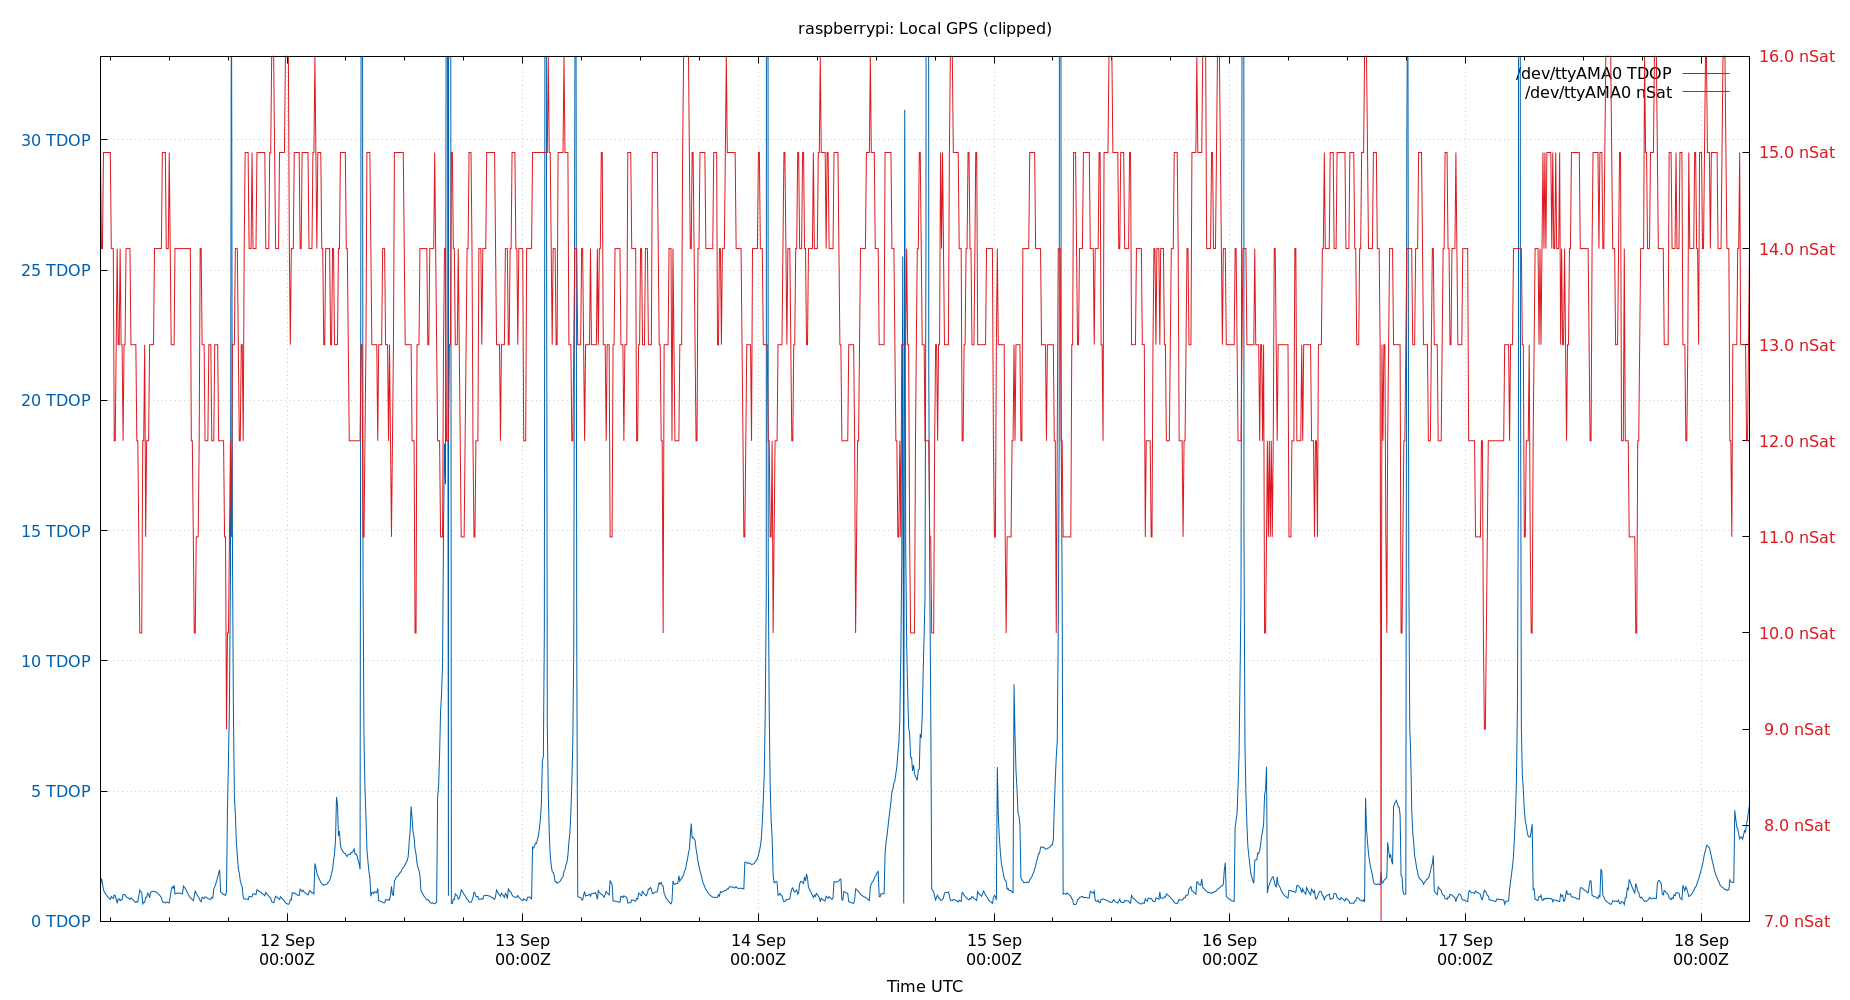 raspberrypi: Local GPS (clipped)
/dev/ttyAMA0 TDOP
/dev/ttyAMA0 nSat
30 TDOP
25 TDOP
20 TDOP
15 TDOP
10 TDOP
5 TDOP
0 TDOP
16.0 nSat
15.0 nSat
14.0 nSat
13.0 nSat
12.0 nSat
11.0 nSat
10.0 nSat
9.0 nSat
8.0 nSat
7.0 nSat
12 Sep
00:00Z
13 Sep
00:00Z
14 Sep
00:00Z
15 Sep
00:00Z
16 Sep
00:00Z
17 Sep
00:00Z
18 Sep
00:00Z
Time UTC